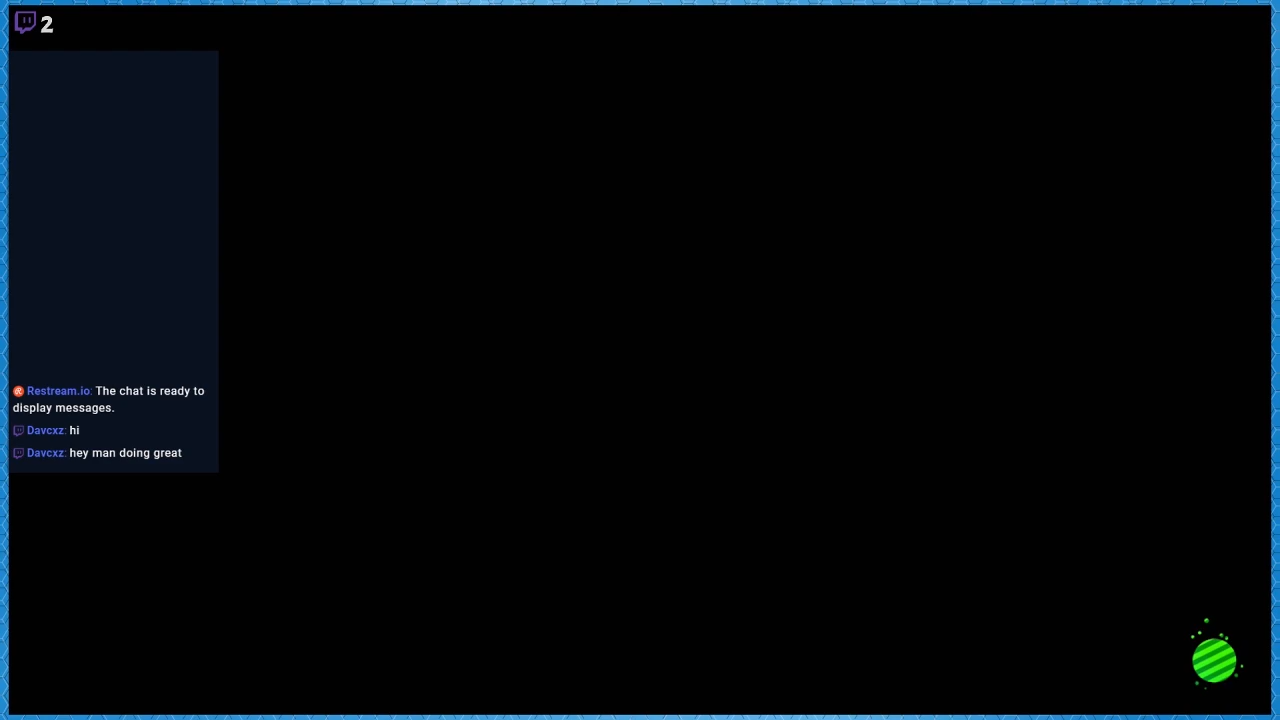 2
Restream.io: The chat is ready to
display messages.
Davcxz: hi
Davcxz: hey man doing great